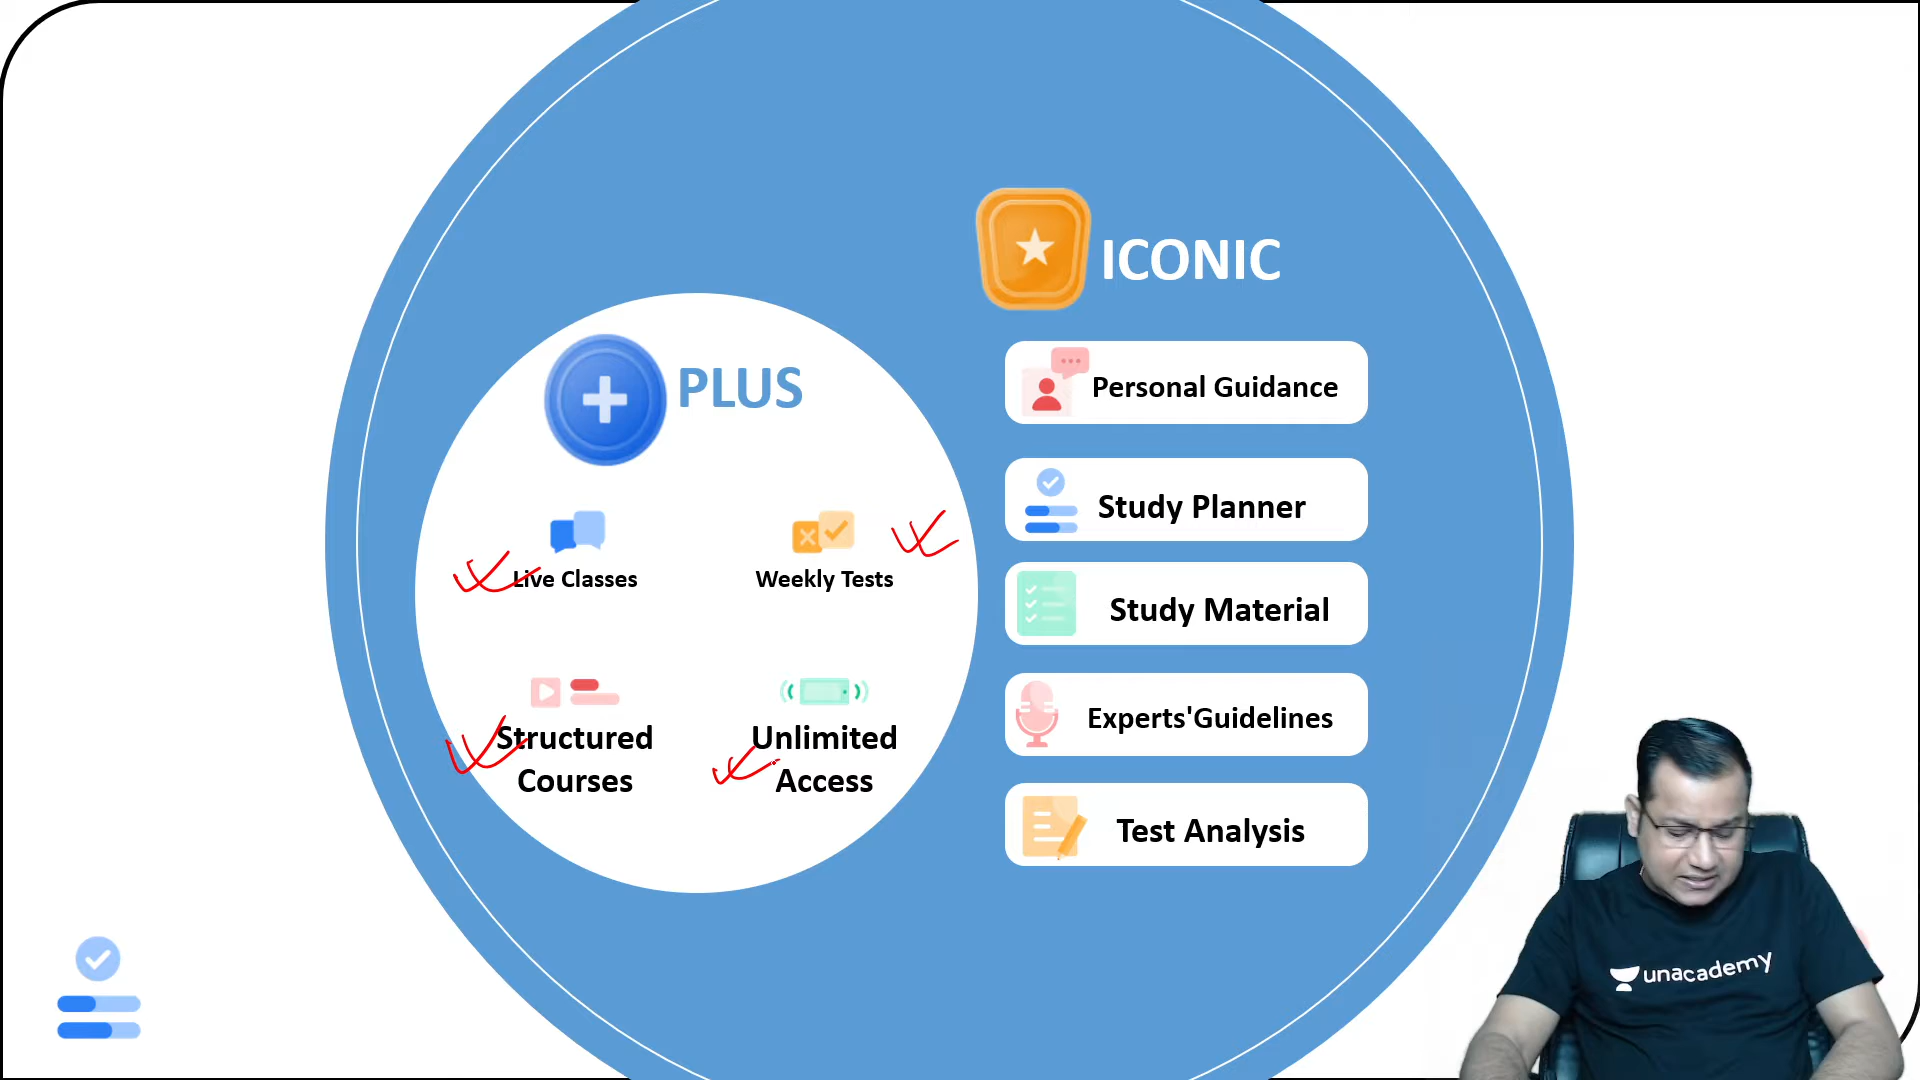 ICONIC
PLUS
Live Classes
Weekly Tests
Structured
Courses
Unlimited
Access
Personal Guidance
Study Planner
Study Material
Experts'Guidelines
Test Analysis
unacademy